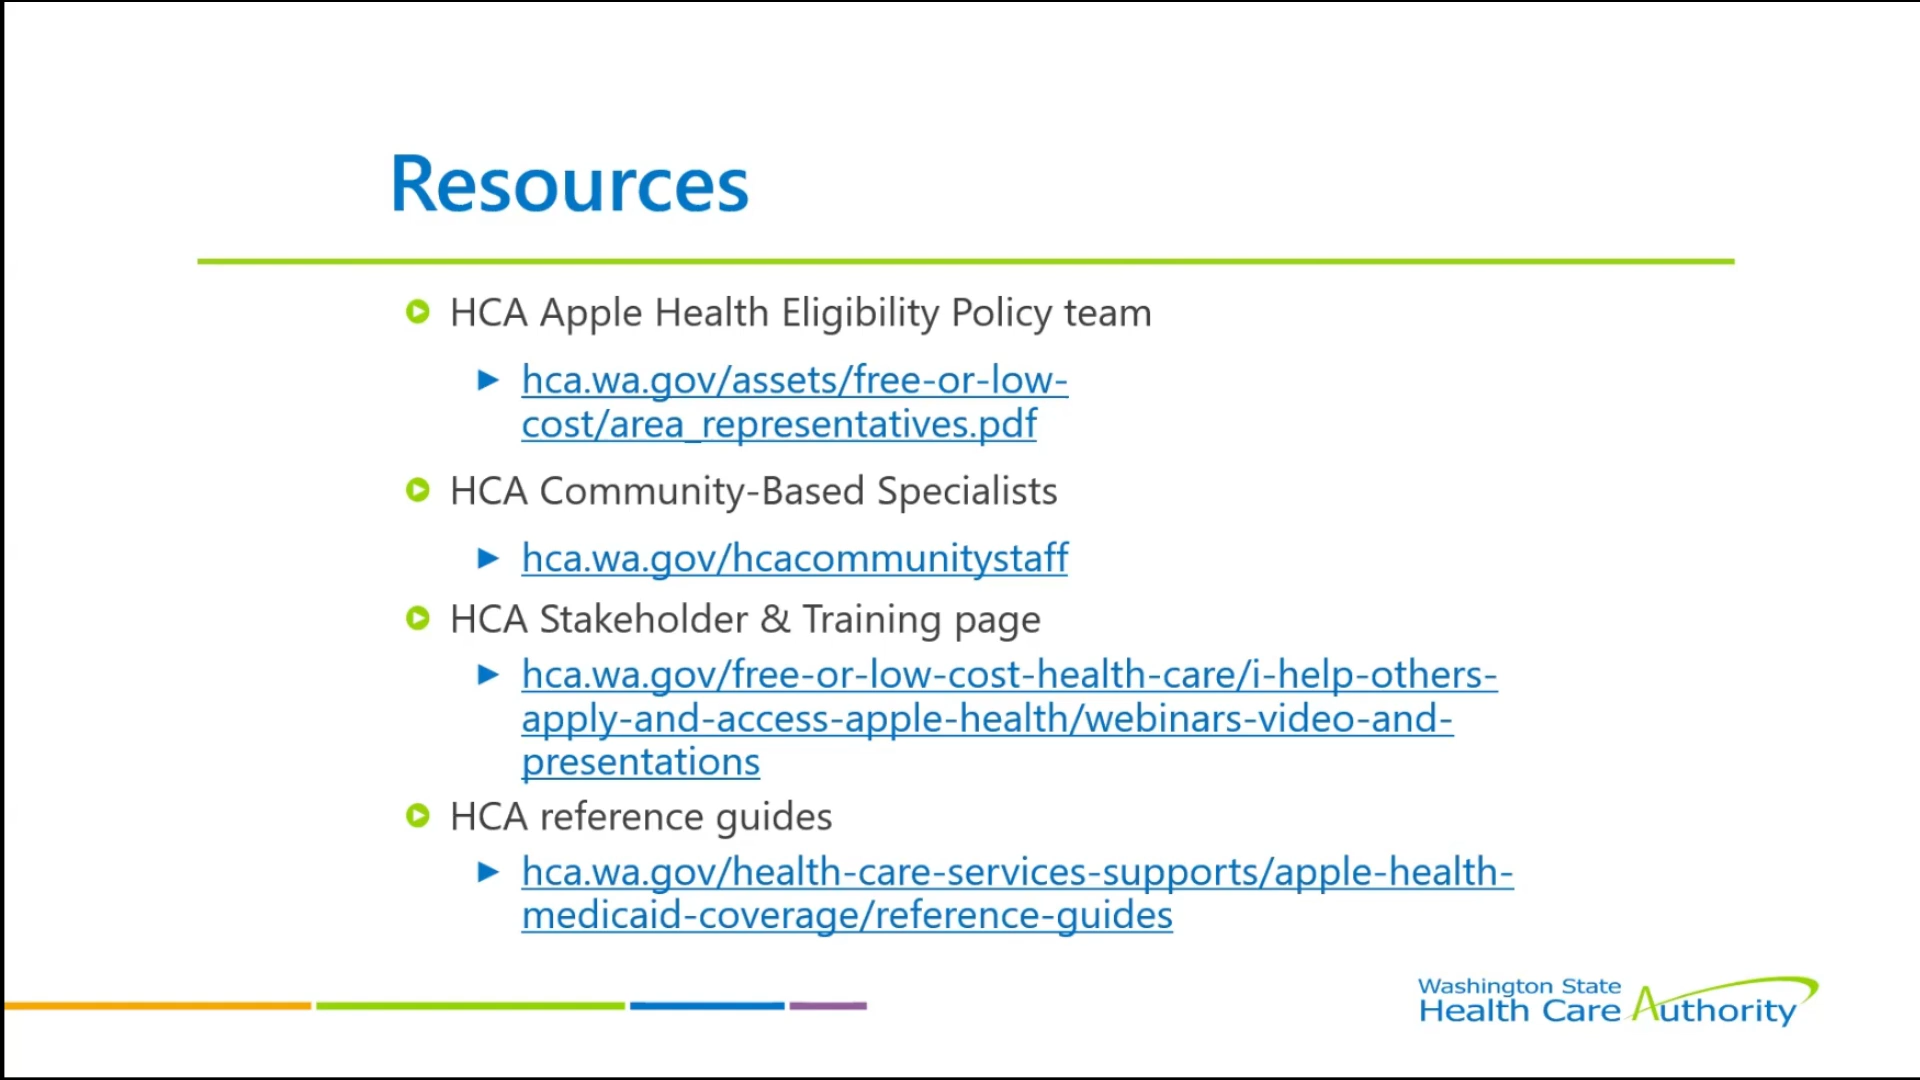 Resources
HCA Apple Health Eligibility Policy team
hca.wa.gov/assets/free-or-low-
cost/area_representatives.pdf
HCA Community-Based Specialists
hca.wa.gov/hcacommunitystaff
HCA Stakeholder & Training page
hca.wa.gov/free-or-low-cost-health-care/i-help-others-
apply-and-access-apple-health/webinars-video-and-
presentations
HCA reference guides
hca.wa.gov/health-care-services-supports/apple-health-
medicaid-coverage/reference-guides
Washington State
Health Care Authority